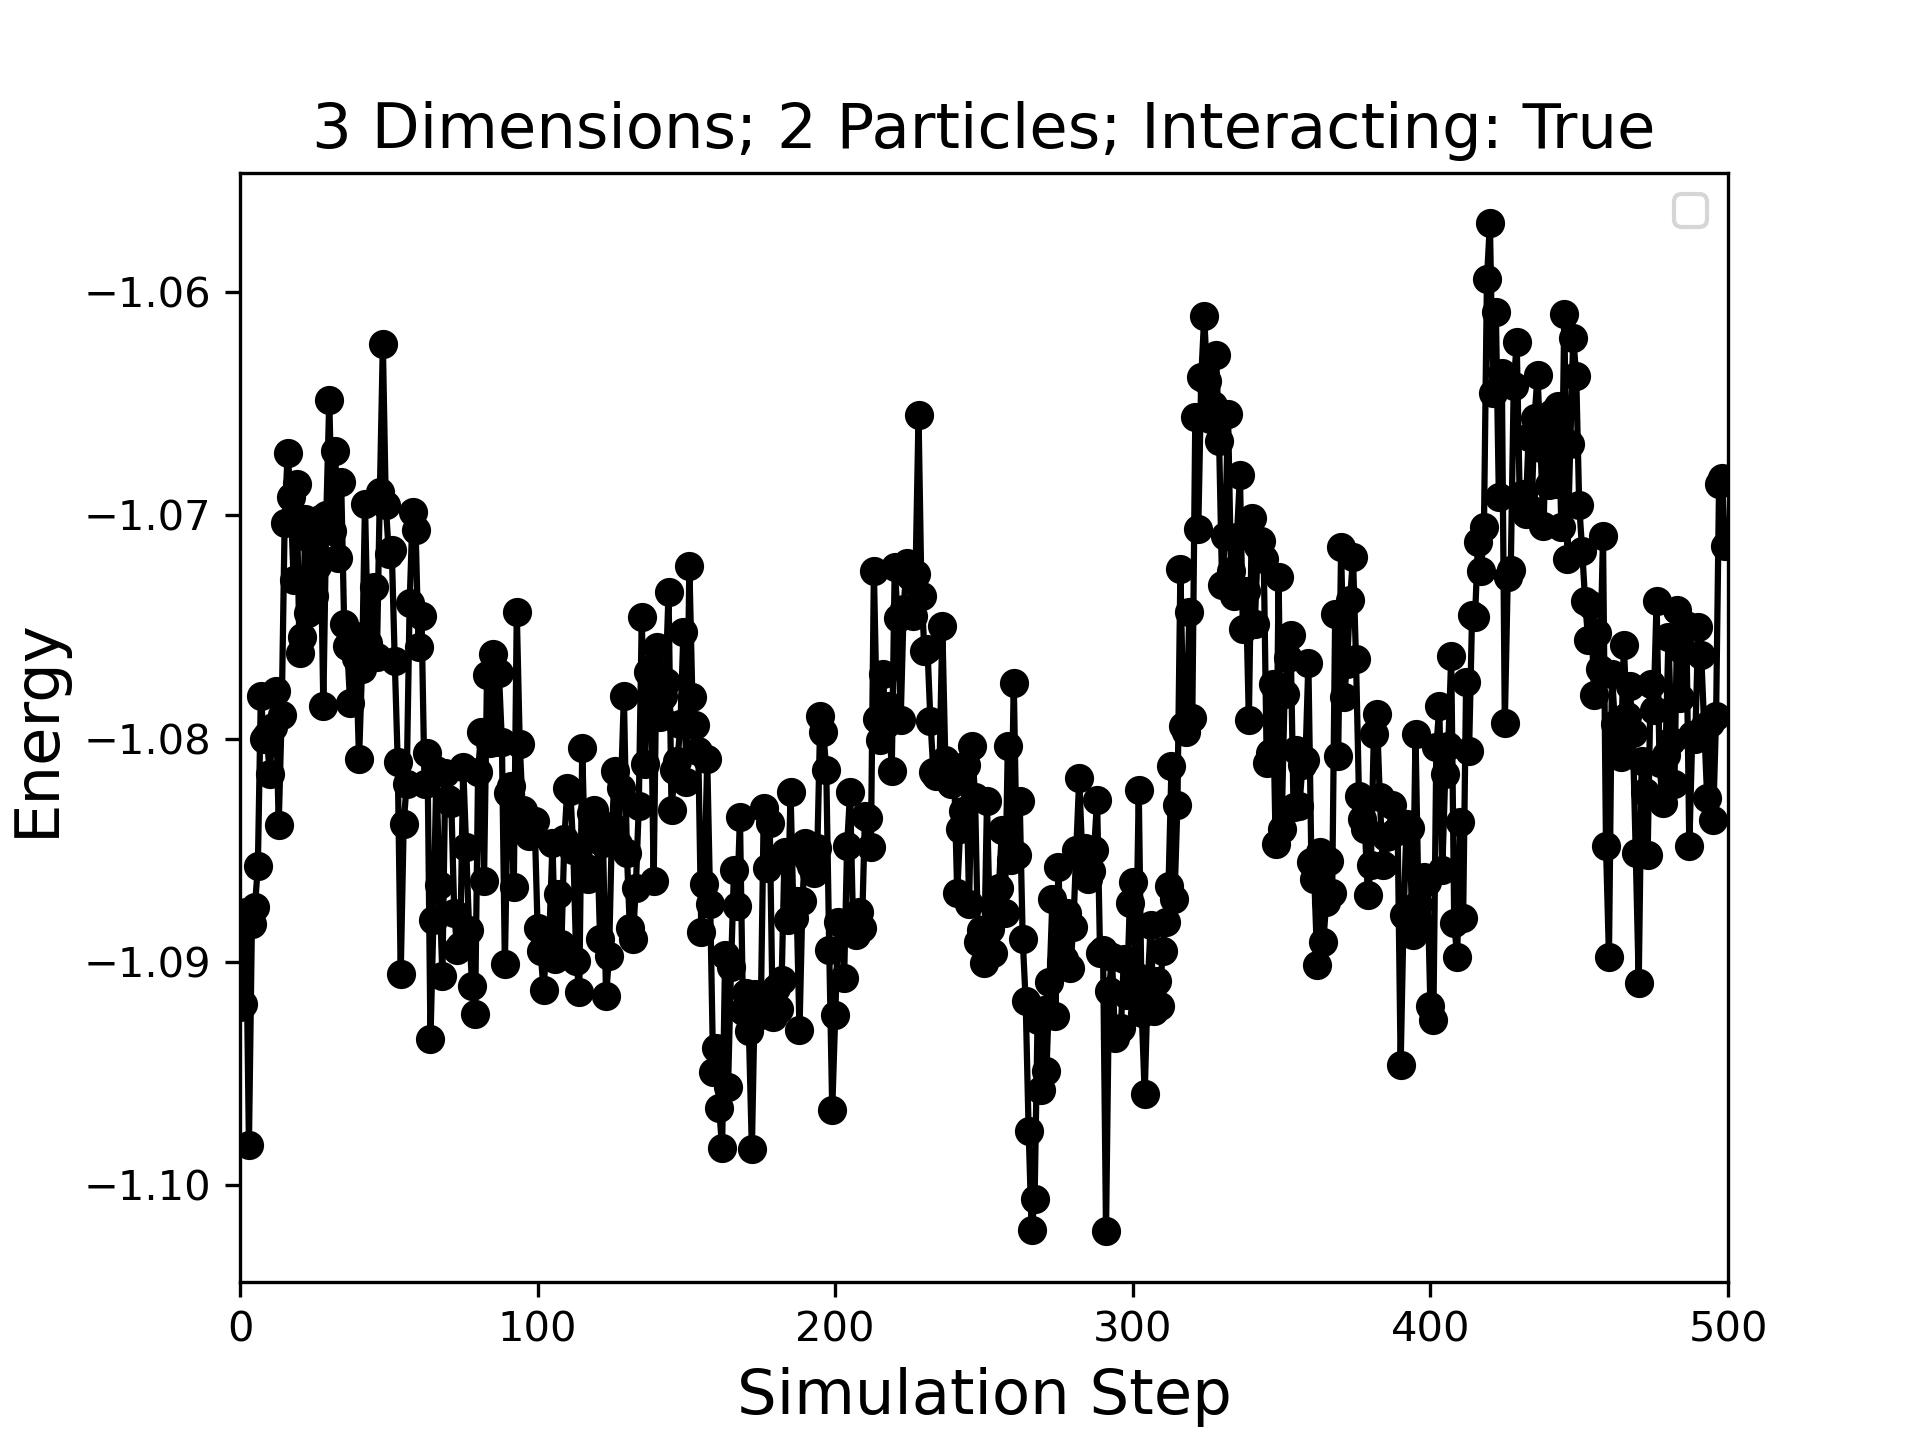 3 Dimensions; 2 Particles; Interacting: True
Energy
−1.06
−1.07
−1.08
−1.09
−1.10
0 100 200 300 400 500
Simulation Step